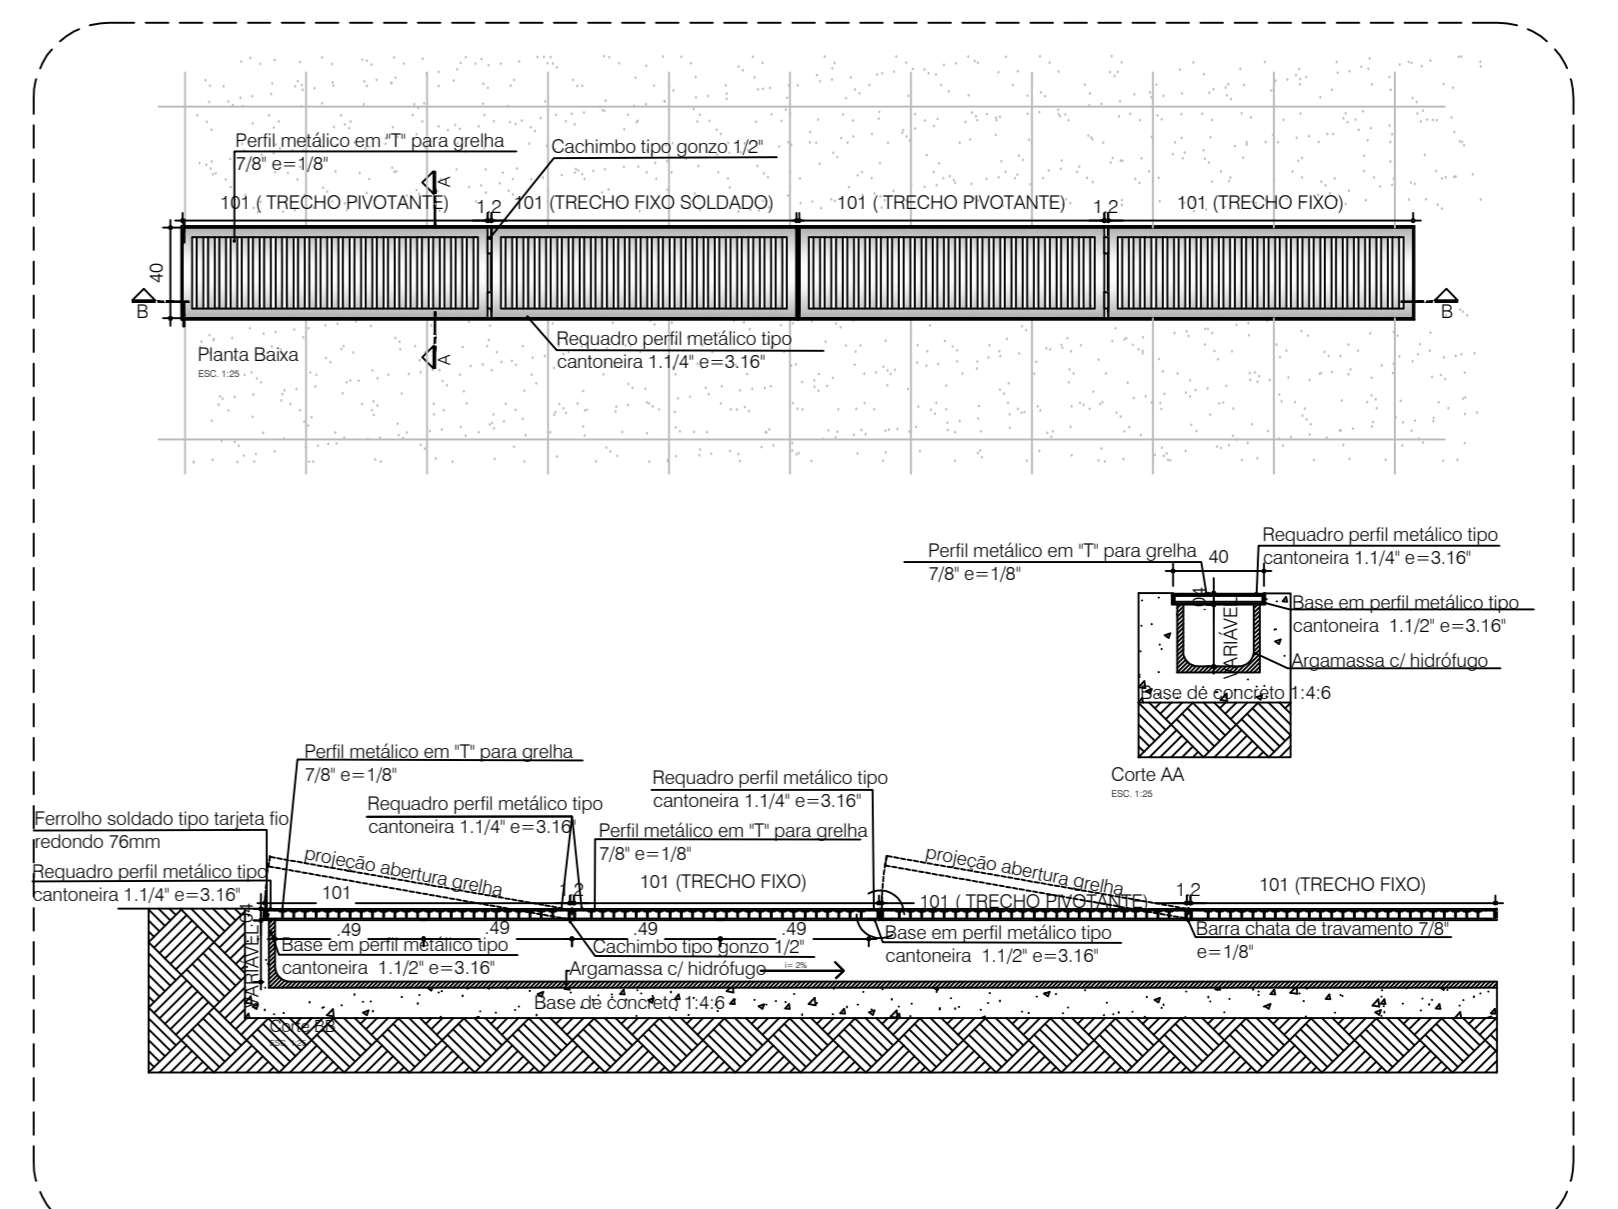 Perfil metálico em "T" para grelha
7/8" e=1/8"
Cachimbo tipo gonzo 1/2"
A
101 ( TRECHO PIVOTANTE)
1,2
101 (TRECHO FIXO SOLDADO)
101 ( TRECHO PIVOTANTE)
1,2
101 (TRECHO FIXO)
40
B
B
Requadro perfil metálico tipo
cantoneira 1.1/4" e=3.16"
A
Planta Baixa
ESC. 1:25
Perfil metálico em "T" para grelha
7/8" e=1/8"
40
Requadro perfil metálico tipo
cantoneira 1.1/4" e=3.16"
04
VARIÁVEL
Base em perfil metálico tipo
cantoneira 1.1/2" e=3.16"
Argamassa c/ hidrófugo
Base de concreto 1:4:6
Corte AA
ESC. 1:25
Perfil metálico em "T" para grelha
7/8" e=1/8"
Requadro perfil metálico tipo
cantoneira 1.1/4" e=3.16"
Requadro perfil metálico tipo
cantoneira 1.1/4" e=3.16"
Ferrolho soldado tipo tarjeta fio
redondo 76mm
Perfil metálico em "T" para grelha
7/8" e=1/8"
Requadro perfil metálico tipo
cantoneira 1.1/4" e=3.16"
projeção abertura grelha
projeção abertura grelha
101
1,2
101 (TRECHO FIXO)
101 ( TRECHO PIVOTANTE)
1,2
101 (TRECHO FIXO)
04
VARIÁVEL
.49
.49
.49
.49
Base em perfil metálico tipo
cantoneira 1.1/2" e=3.16"
Cachimbo tipo gonzo 1/2"
Base em perfil metálico tipo
cantoneira 1.1/2" e=3.16"
Barra chata de travamento 7/8"
e=1/8"
Argamassa c/ hidrófugo
i= 2%
Base de concreto 1:4:6
Corte BB
ESC. 1:25